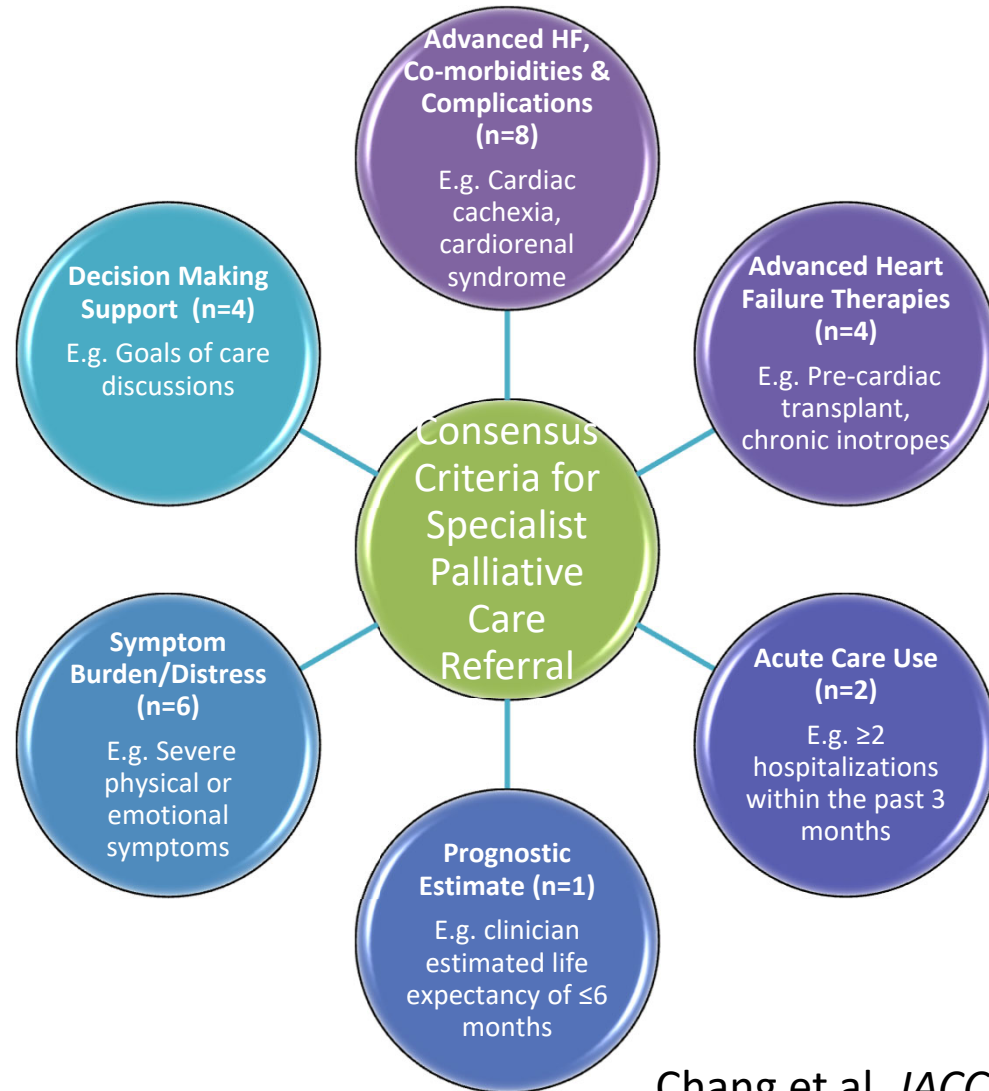 Advanced HF,
Co-morbidities &
Complications
(n=8)
E.g. Cardiac
cachexia,
cardiorenal
syndrome
Advanced Heart
Failure Therapies
(n=4)
E.g. Pre-cardiac
transplant,
chronic inotropes
Acute Care Use
(n=2)
E.g. ≥2
hospitalizations
within the past 3
months
Prognostic
Estimate (n=1)
E.g. clinician
estimated life
expectancy of ≤6
months
Symptom
Burden/Distress
(n=6)
E.g. Severe
physical or
emotional
symptoms
Decision Making
Support (n=4)
E.g. Goals of care
discussions
Consensus
Criteria for
Specialist
Palliative
Care
Referral
Chang et al. JACC